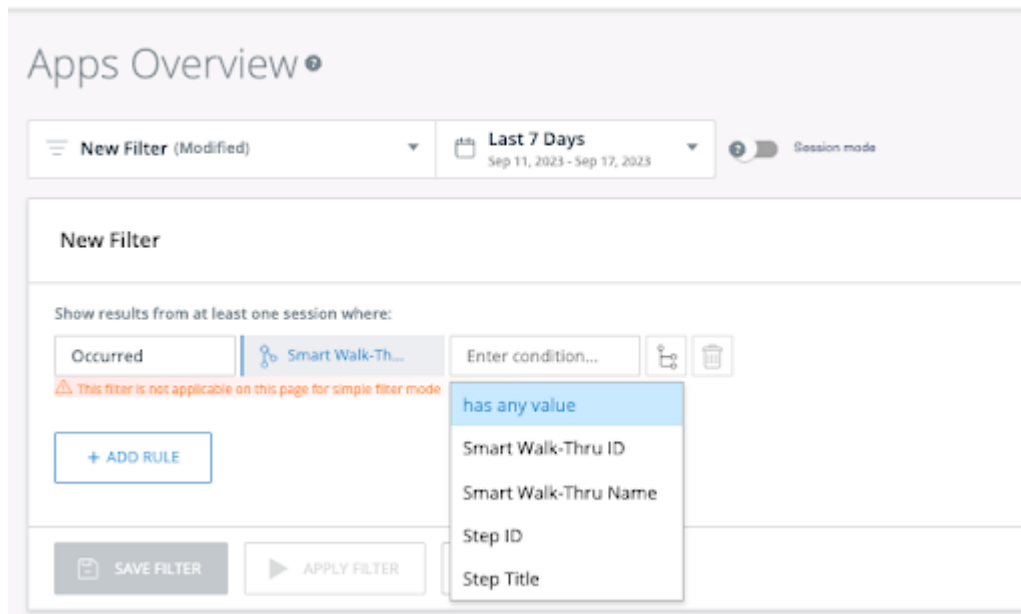 Apps Overview
New Filter (Modified)
Last 7 Days
Sep 11, 2023 - Sep 17, 2023
Session mode
New Filter
Show results from at least one session where:
Occurred
Smart Walk-Th...
Enter condition...
This filter is not applicable on this page for simple filter mode
has any value
Smart Walk-Thru ID
Smart Walk-Thru Name
Step ID
Step Title
+ ADD RULE
SAVE FILTER
APPLY FILTER